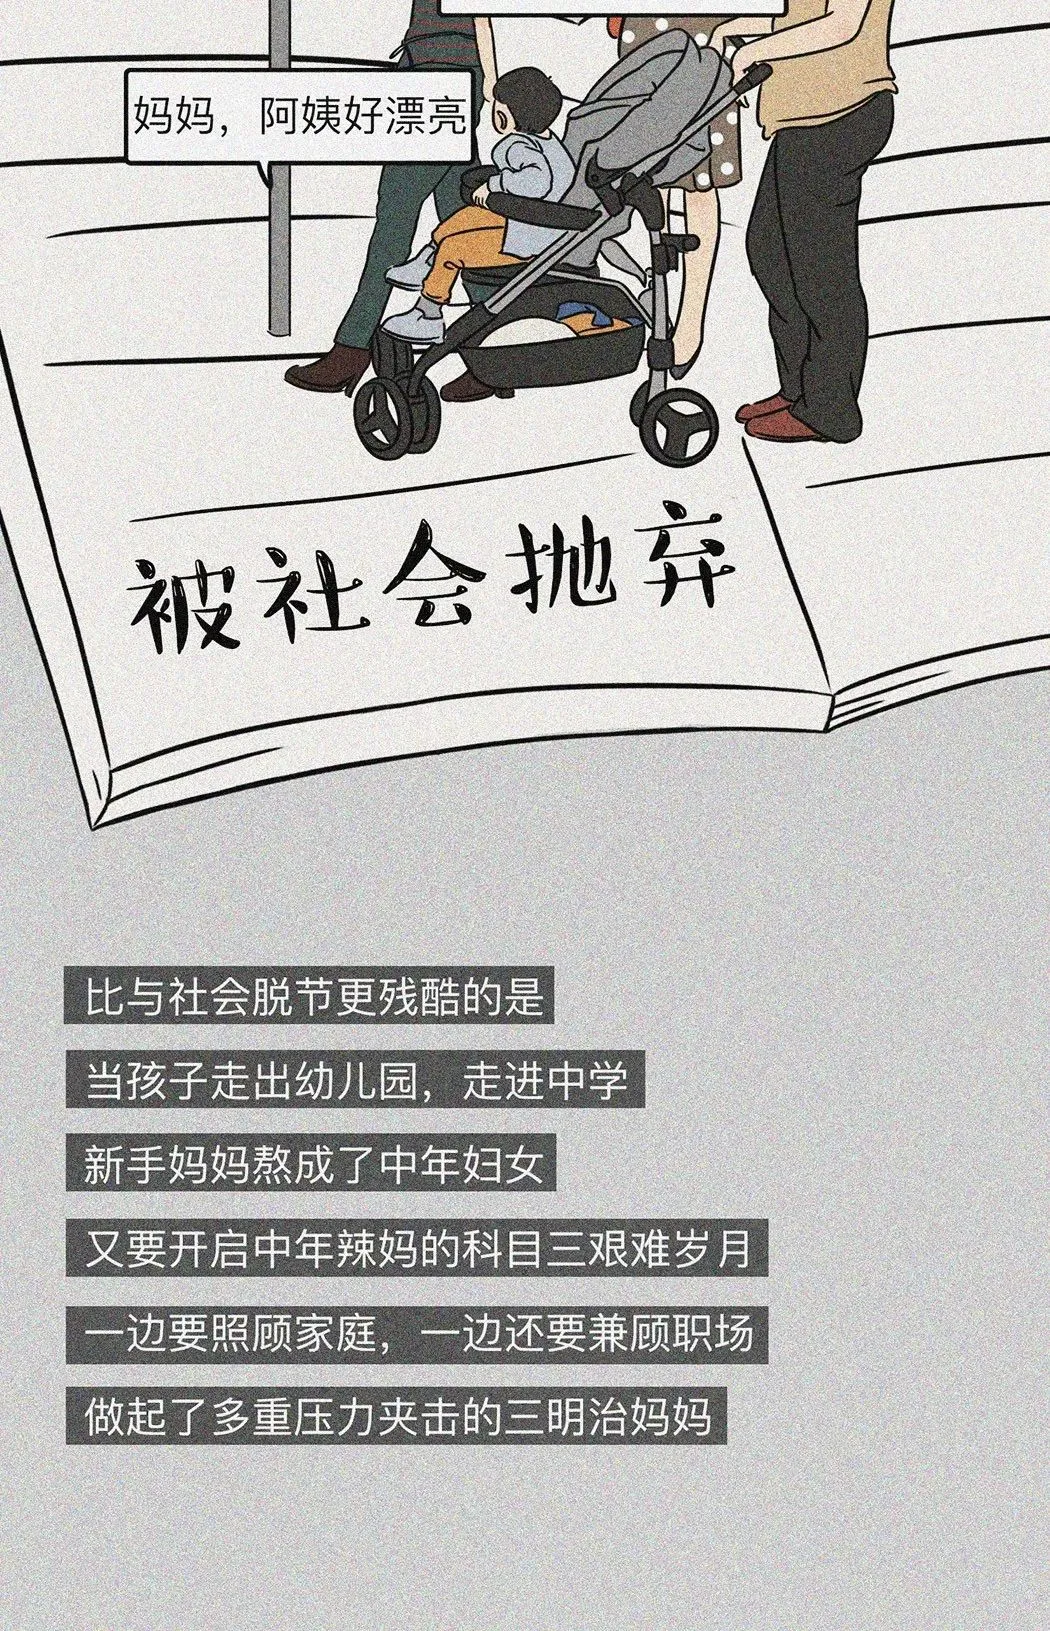 妈妈，阿姨好漂亮
被社会抛弃
比与社会脱节更残酷的是
当孩子走出幼儿园，走进中学
新手妈妈熬成了中年妇女
又要开启中年辣妈的科目三艰难岁月
一边要照顾家庭，一边还要兼顾职场
做起了多重压力夹击的三明治妈妈